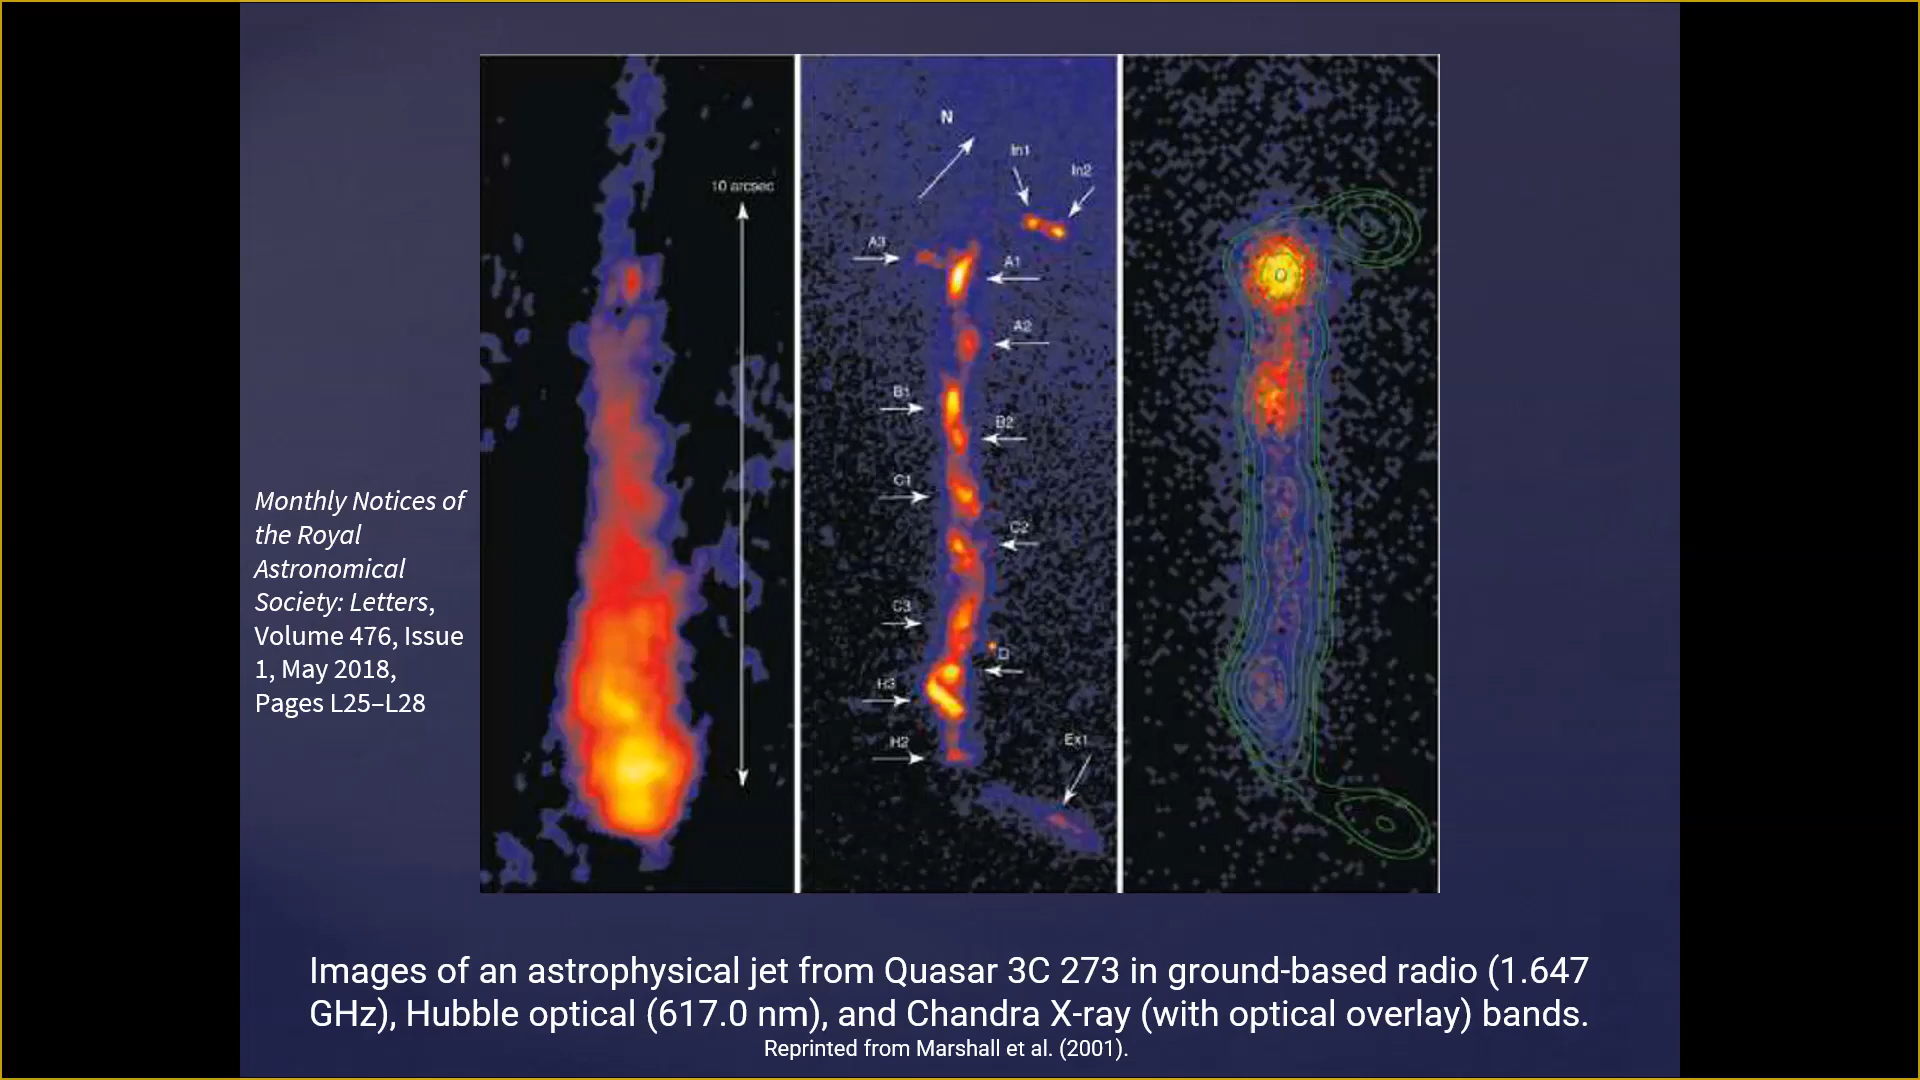 10 arcsec
N
In1
In2
A3
A1
A2
B1
B2
C1
C2
C3
D
H3
H2
Ex1
Monthly Notices of
the Royal
Astronomical
Society: Letters,
Volume 476, Issue
1, May 2018,
Pages L25–L28
Images of an astrophysical jet from Quasar 3C 273 in ground-based radio (1.647
GHz), Hubble optical (617.0 nm), and Chandra X-ray (with optical overlay) bands.
Reprinted from Marshall et al. (2001).